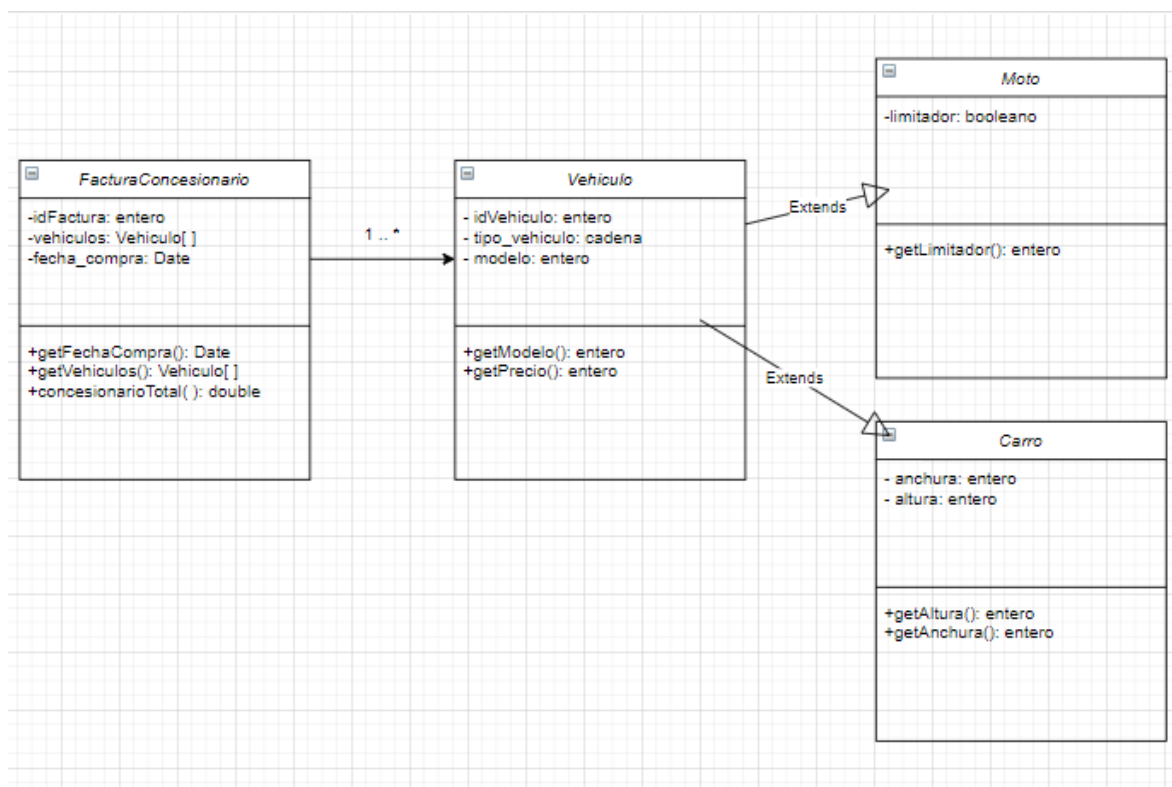 FacturaConcesionario
-idFactura: entero
-vehiculos: Vehiculo[ ]
-fecha_compra: Date
+getFechaCompra(): Date
+getVehiculos(): Vehiculo[ ]
+concesionarioTotal( ): double
1 .. *
Vehiculo
- idVehiculo: entero
- tipo_vehiculo: cadena
- modelo: entero
+getModelo(): entero
+getPrecio(): entero
Extends
Extends
Moto
-limitador: booleano
+getLimitador(): entero
Carro
- anchura: entero
- altura: entero
+getAltura(): entero
+getAnchura(): entero